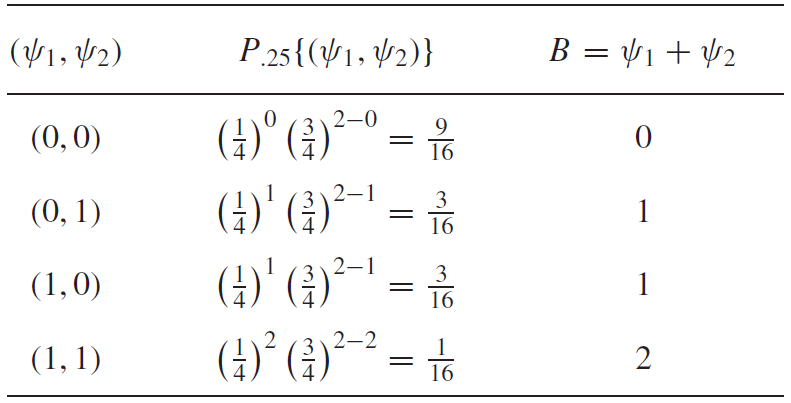 (ψ₁, ψ₂) P.₂₅{(ψ₁, ψ₂)} B = ψ₁ + ψ₂
(0, 0) (1/4)⁰ (3/4)²⁻⁰ = 9/16 0
(0, 1) (1/4)¹ (3/4)²⁻¹ = 3/16 1
(1, 0) (1/4)¹ (3/4)²⁻¹ = 3/16 1
(1, 1) (1/4)² (3/4)²⁻² = 1/16 2